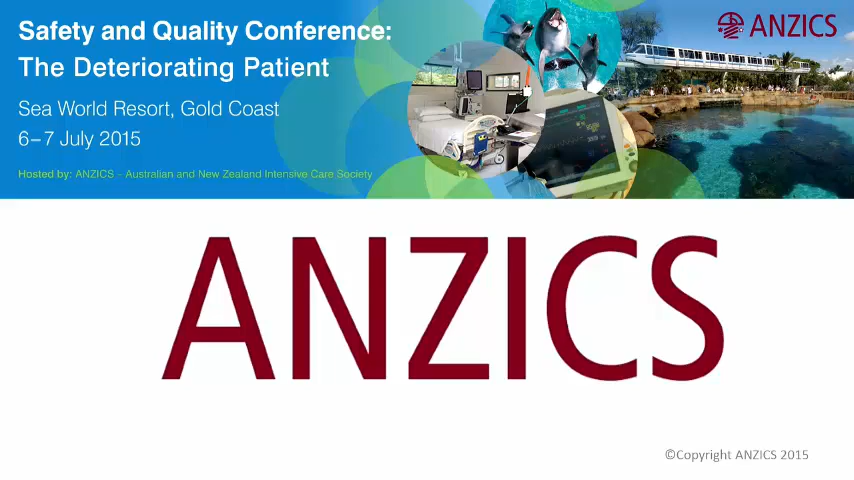 Safety and Quality Conference:
The Deteriorating Patient
Sea World Resort, Gold Coast
6–7 July 2015
Hosted by: ANZICS – Australian and New Zealand Intensive Care Society
ANZICS
ANZICS
©Copyright ANZICS 2015